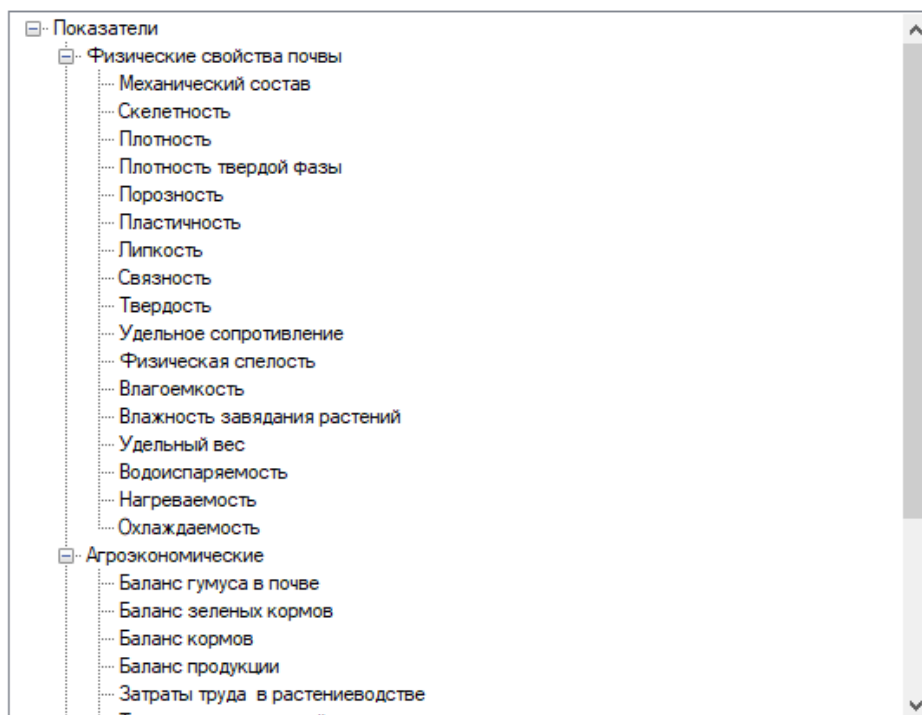 Показатели
Физические свойства почвы
Механический состав
Скелетность
Плотность
Плотность твердой фазы
Порозность
Пластичность
Липкость
Связность
Твердость
Удельное сопротивление
Физическая спелость
Влагоемкость
Влажность завядания растений
Удельный вес
Водоиспаряемость
Нагреваемость
Охлаждаемость
Агроэкономические
Баланс гумуса в почве
Баланс зеленых кормов
Баланс кормов
Баланс продукции
Затраты труда в растениеводстве